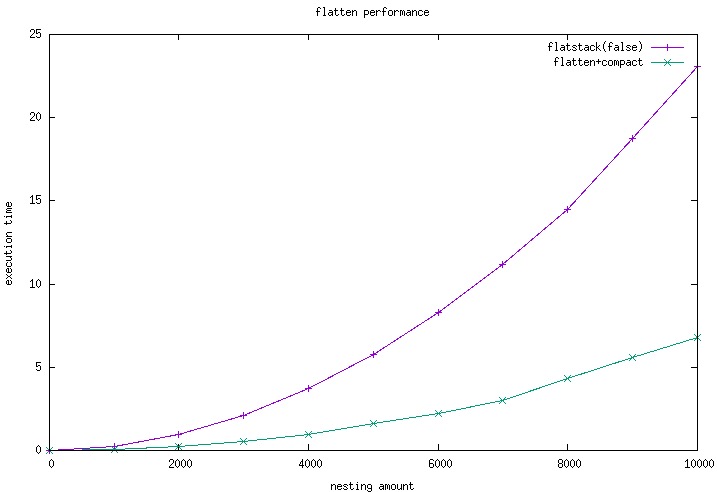 flatten performance
25
flatstack(false)
flatten+compact
20
15
execution time
10
5
0
0 2000 4000 6000 8000 10000
nesting amount